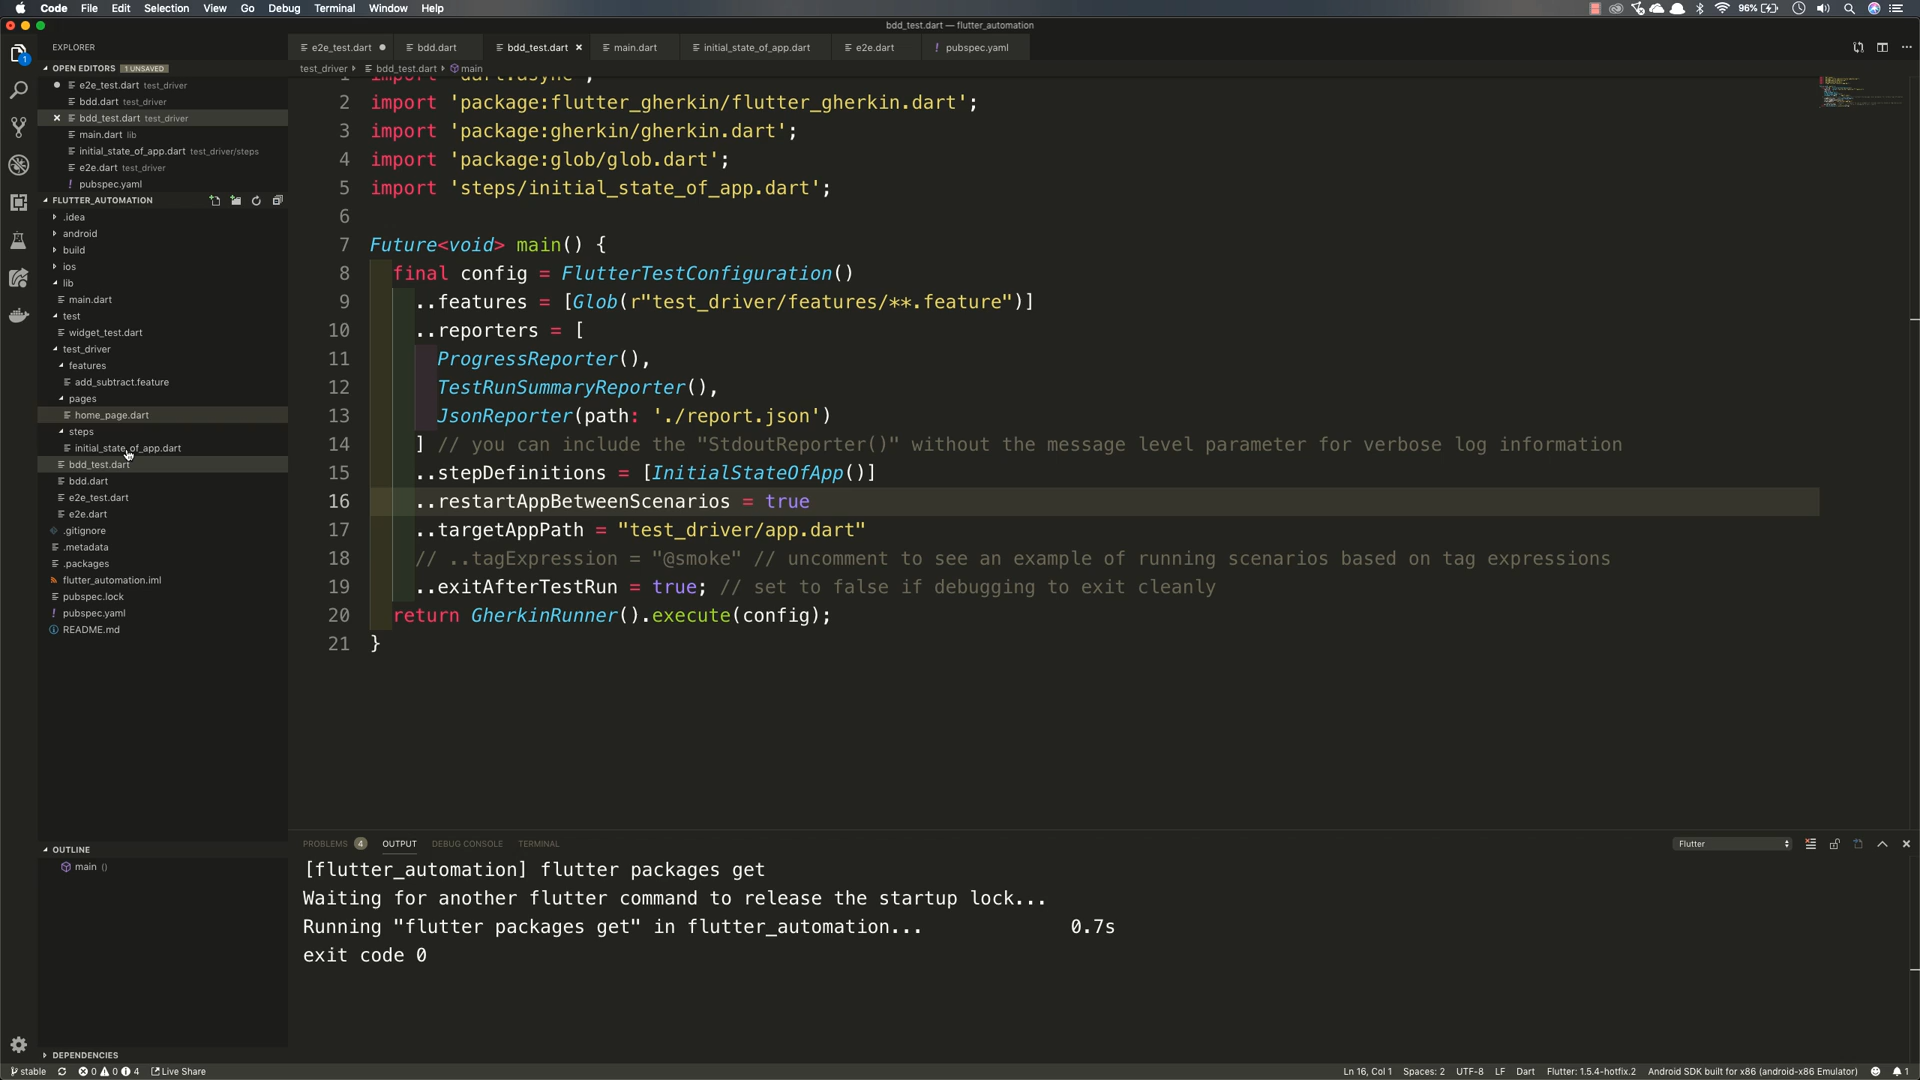 Code File Edit Selection View Go Debug Terminal Window Help 96%
bdd_test.dart — flutter_automation
EXPLORER
OPEN EDITORS 1 UNSAVED
e2e_test.dart test_driver
bdd.dart test_driver
bdd_test.dart test_driver
main.dart lib
initial_state_of_app.dart test_driver/steps
e2e.dart test_driver
! pubspec.yaml
FLUTTER_AUTOMATION
.idea
android
build
ios
lib
main.dart
test
widget_test.dart
test_driver
features
add_subtract.feature
pages
home_page.dart
steps
initial_state_of_app.dart
bdd_test.dart
bdd.dart
e2e_test.dart
e2e.dart
.gitignore
.metadata
.packages
flutter_automation.iml
pubspec.lock
! pubspec.yaml
README.md
OUTLINE
main ()
DEPENDENCIES
e2e_test.dart bdd.dart bdd_test.dart main.dart initial_state_of_app.dart e2e.dart ! pubspec.yaml
test_driver bdd_test.dart main
1 import 'dart:async';
2 import 'package:flutter_gherkin/flutter_gherkin.dart';
3 import 'package:gherkin/gherkin.dart';
4 import 'package:glob/glob.dart';
5 import 'steps/initial_state_of_app.dart';
6
7 Future<void> main() {
8 final config = FlutterTestConfiguration()
9 ..features = [Glob(r"test_driver/features/**.feature")]
10 ..reporters = [
11 ProgressReporter(),
12 TestRunSummaryReporter(),
13 JsonReporter(path: './report.json')
14 ] // you can include the "StdoutReporter()" without the message level parameter for verbose log information
15 ..stepDefinitions = [InitialStateOfApp()]
16 ..restartAppBetweenScenarios = true
17 ..targetAppPath = "test_driver/app.dart"
18 // ..tagExpression = "@smoke" // uncomment to see an example of running scenarios based on tag expressions
19 ..exitAfterTestRun = true; // set to false if debugging to exit cleanly
20 return GherkinRunner().execute(config);
21 }
PROBLEMS 4 OUTPUT DEBUG CONSOLE TERMINAL Flutter
[flutter_automation] flutter packages get
Waiting for another flutter command to release the startup lock...
Running "flutter packages get" in flutter_automation... 0.7s
exit code 0
stable 0 0 4 Live Share Ln 16, Col 1 Spaces: 2 UTF-8 LF Dart Flutter: 1.5.4-hotfix.2 Android SDK built for x86 (android-x86 Emulator) 1